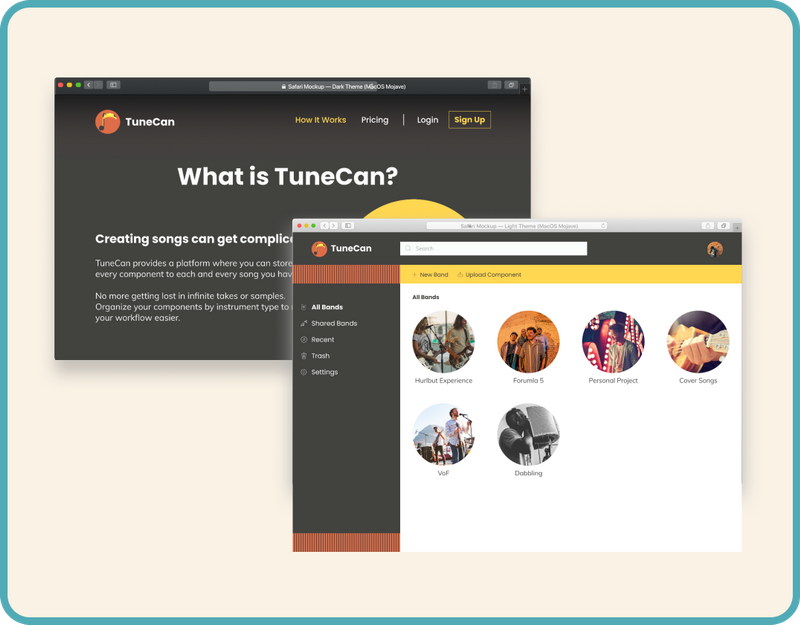 Safari Mockup — Dark Theme (MacOS Mojave)
TuneCan
How It Works
Pricing
Login
Sign Up
What is TuneCan?
Creating songs can get complic
TuneCan provides a platform where you can store
every component to each and every song you hav
No more getting lost in infinite takes or samples.
Organize your components by instrument type to
your workflow easier.
Safari Mockup — Light Theme (MacOS Mojave)
TuneCan
Search
New Band
Upload Component
All Bands
Shared Bands
Recent
Trash
Settings
All Bands
Hurlbut Experience
Forumla 5
Personal Project
Cover Songs
VoF
Dabbling